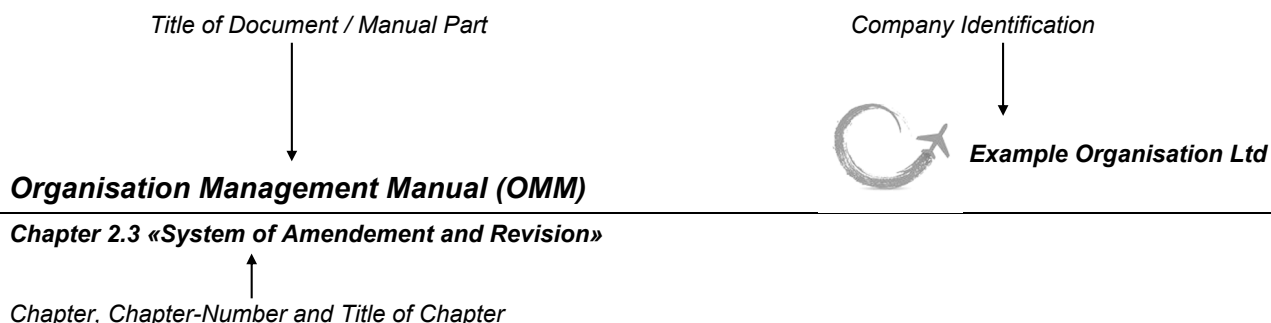 Title of Document / Manual Part
Company Identification
Example Organisation Ltd
Organisation Management Manual (OMM)
Chapter 2.3 «System of Amendement and Revision»
Chapter, Chapter-Number and Title of Chapter